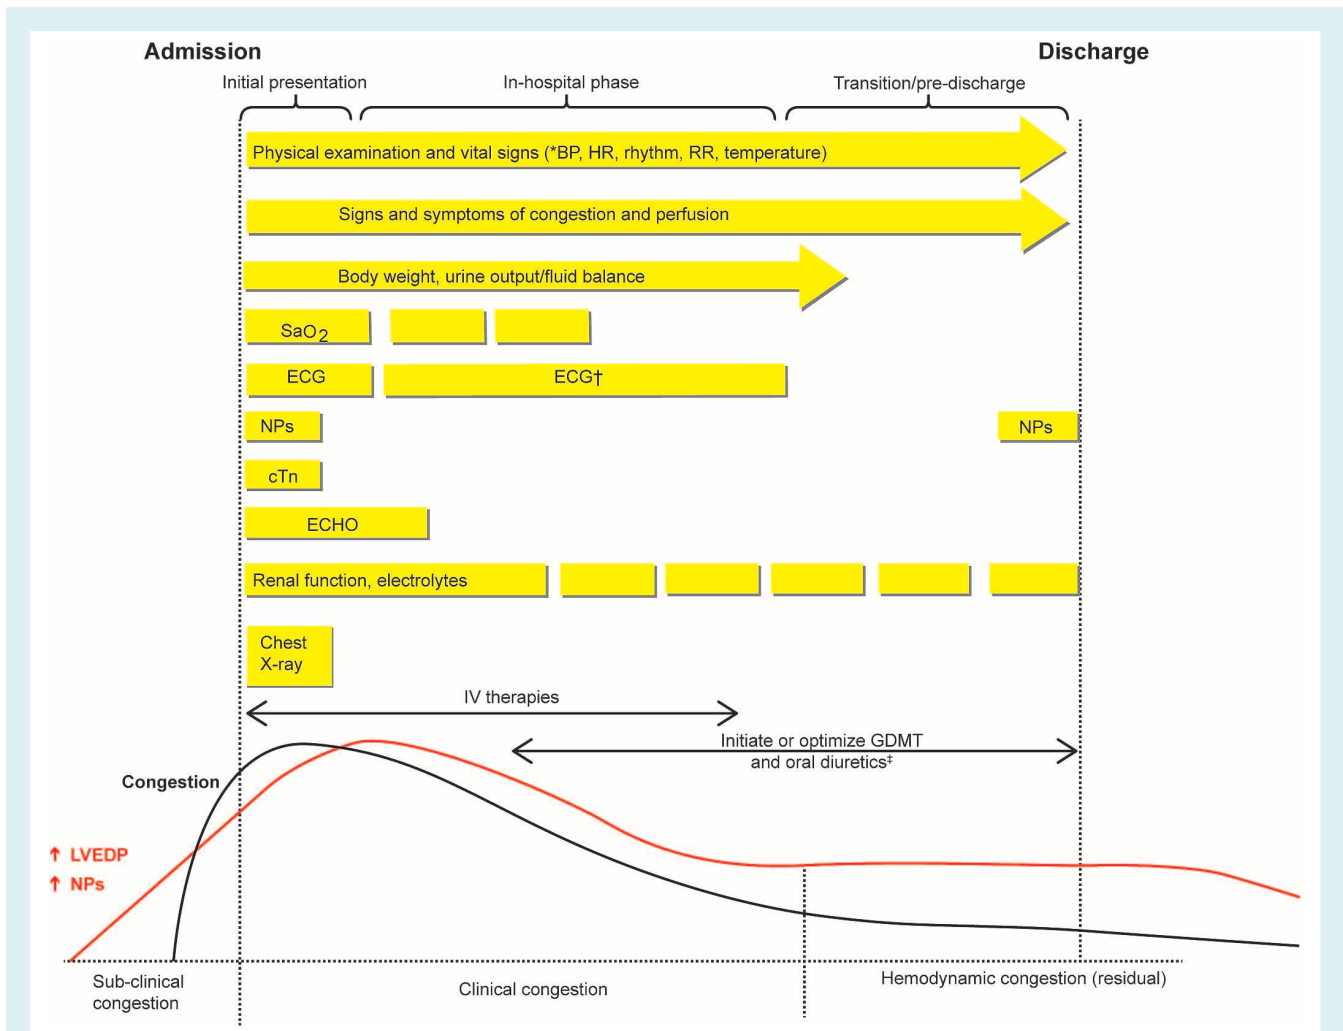 Admission
Discharge
Initial presentation
In-hospital phase
Transition/pre-discharge
Physical examination and vital signs (*BP, HR, rhythm, RR, temperature)
Signs and symptoms of congestion and perfusion
Body weight, urine output/fluid balance
SaO2
ECG
ECG†
NPs
NPs
cTn
ECHO
Renal function, electrolytes
Chest
X-ray
IV therapies
Initiate or optimize GDMT
and oral diuretics‡
Congestion
↑ LVEDP
↑ NPs
Sub-clinical
congestion
Clinical congestion
Hemodynamic congestion (residual)